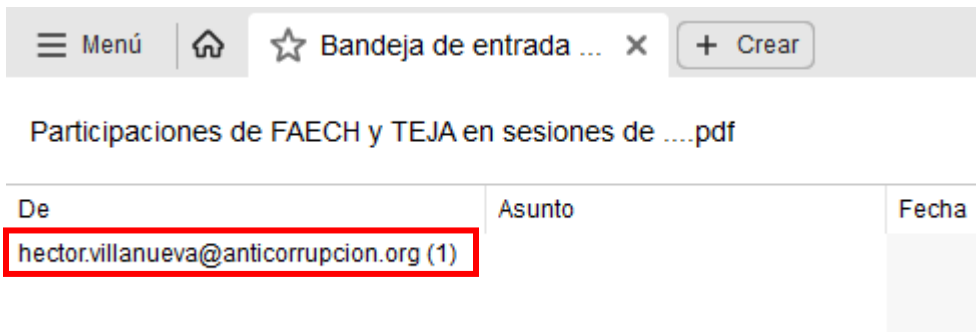 Menú Bandeja de entrada ... × + Crear
Participaciones de FAECH y TEJA en sesiones de ....pdf
De Asunto Fecha
hector.villanueva@anticorrupcion.org (1)